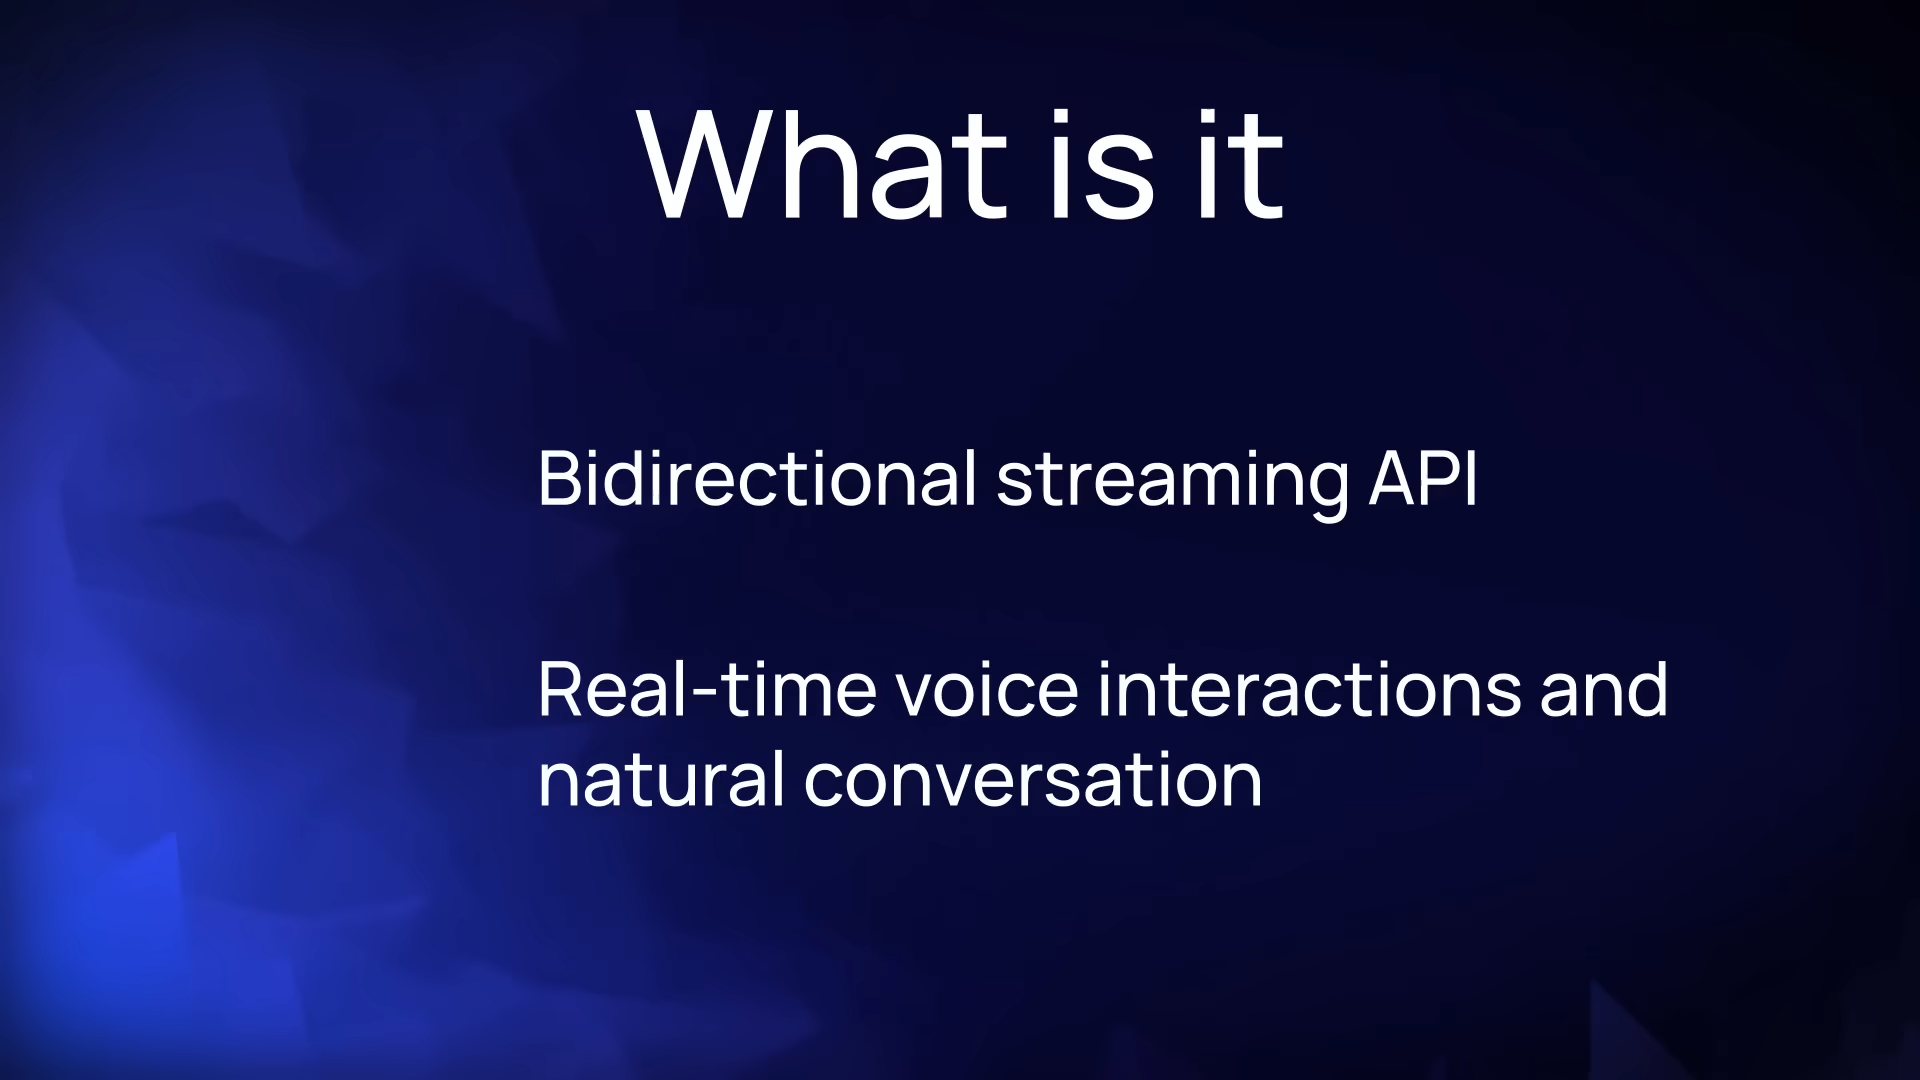 What is it
Bidirectional streaming API
Real-time voice interactions and
natural conversation